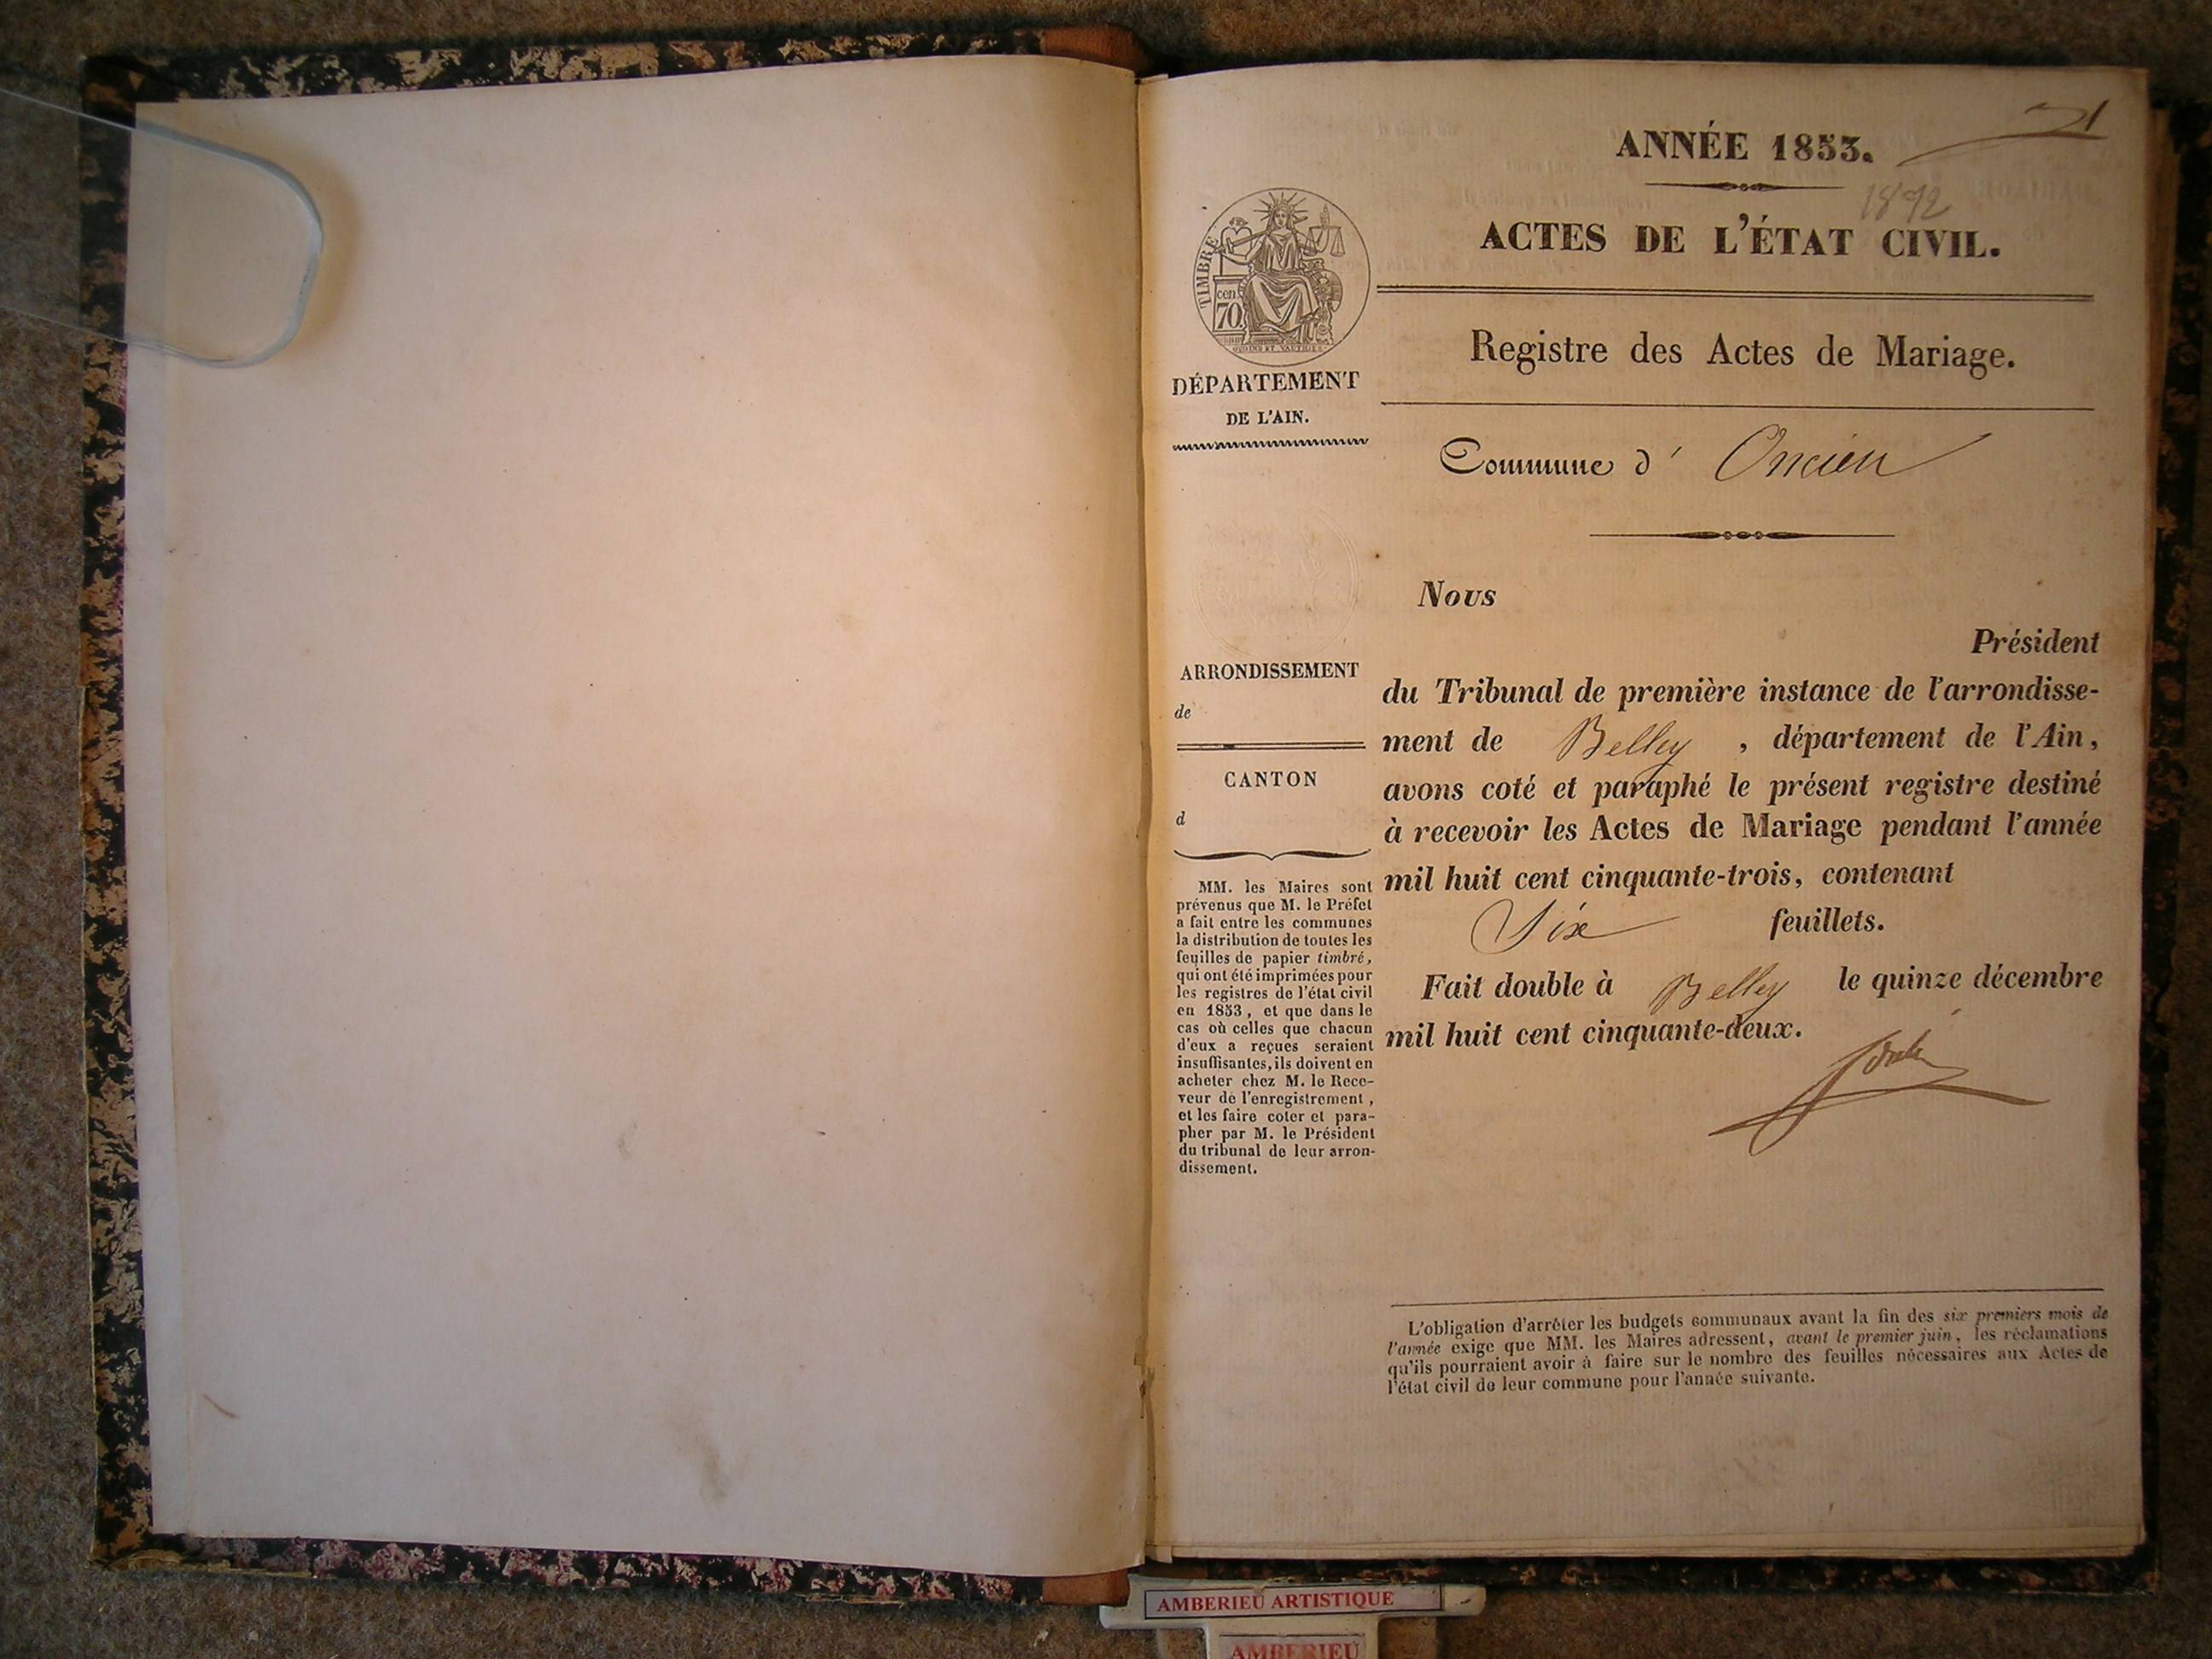 1
ANNÉE 1853.
1892
ACTES DE L'ÉTAT CIVIL.
TIMBRE
cen.
70.
DÉPARTEMENT
DE L'AIN.
Registre des Actes de Mariage.
Commune d' Oncieu
Nous
Président
du Tribunal de première instance de l'arrondisse-
ment de Belley, département de l'Ain,
avons coté et paraphé le présent registre destiné
à recevoir les Actes de Mariage pendant l'année
mil huit cent cinquante-trois, contenant
Six feuillets.
Fait double à Belley le quinze décembre
mil huit cent cinquante-deux.
ARRONDISSEMENT
de
CANTON
d
MM. les Maires sont
prévenus que M. le Préfet
a fait entre les communes
la distribution de toutes les
feuilles de papier timbré,
qui ont été imprimées pour
les registres de l'état civil
en 1853, et que dans le
cas où celles que chacun
d'eux a reçues seraient
insuffisantes, ils doivent en
acheter chez M. le Rece-
veur de l'enregistrement,
et les faire coter et para-
pher par M. le Président
du tribunal de leur arron-
dissement.
L'obligation d'arrêter les budgets communaux avant la fin des six premiers mois de
l'année exige que MM. les Maires adressent, avant le premier juin, les réclamations
qu'ils pourraient avoir à faire sur le nombre des feuilles nécessaires aux Actes de
l'état civil de leur commune pour l'année suivante.
AMBERIEU ARTISTIQUE
AMBERIEU